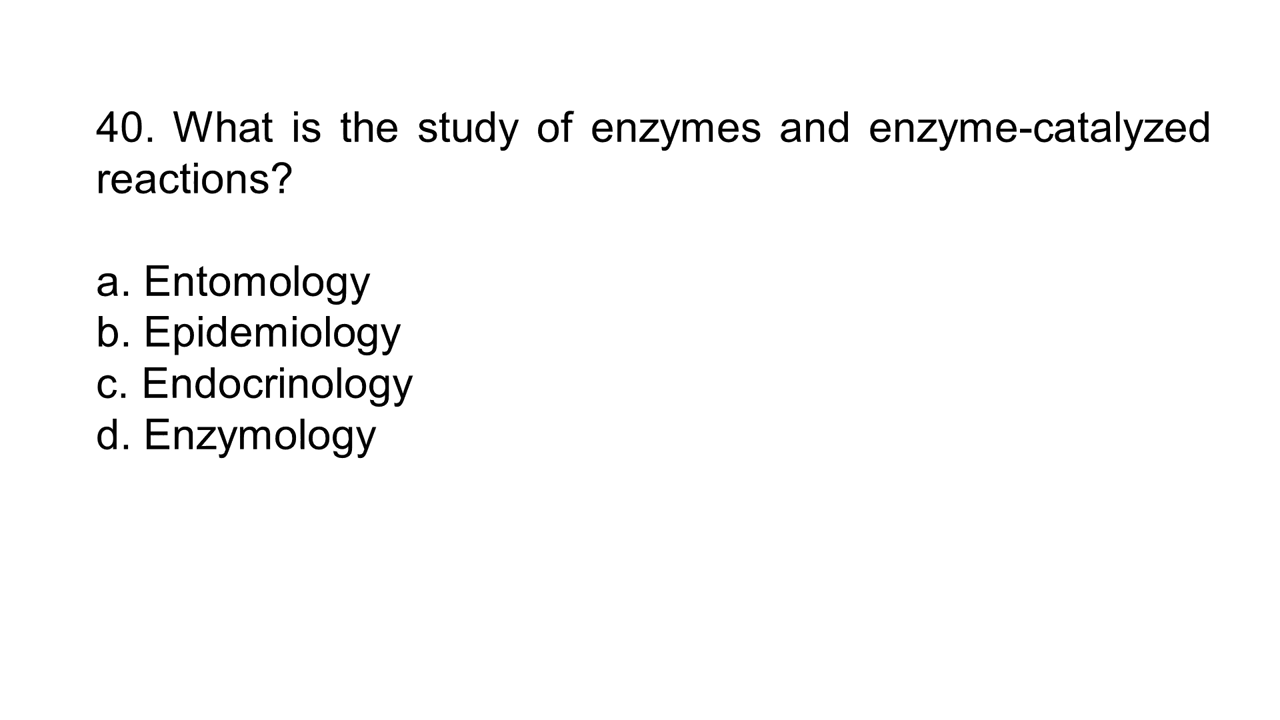 40. What is the study of enzymes and enzyme-catalyzed
reactions?
a. Entomology
b. Epidemiology
c. Endocrinology
d. Enzymology